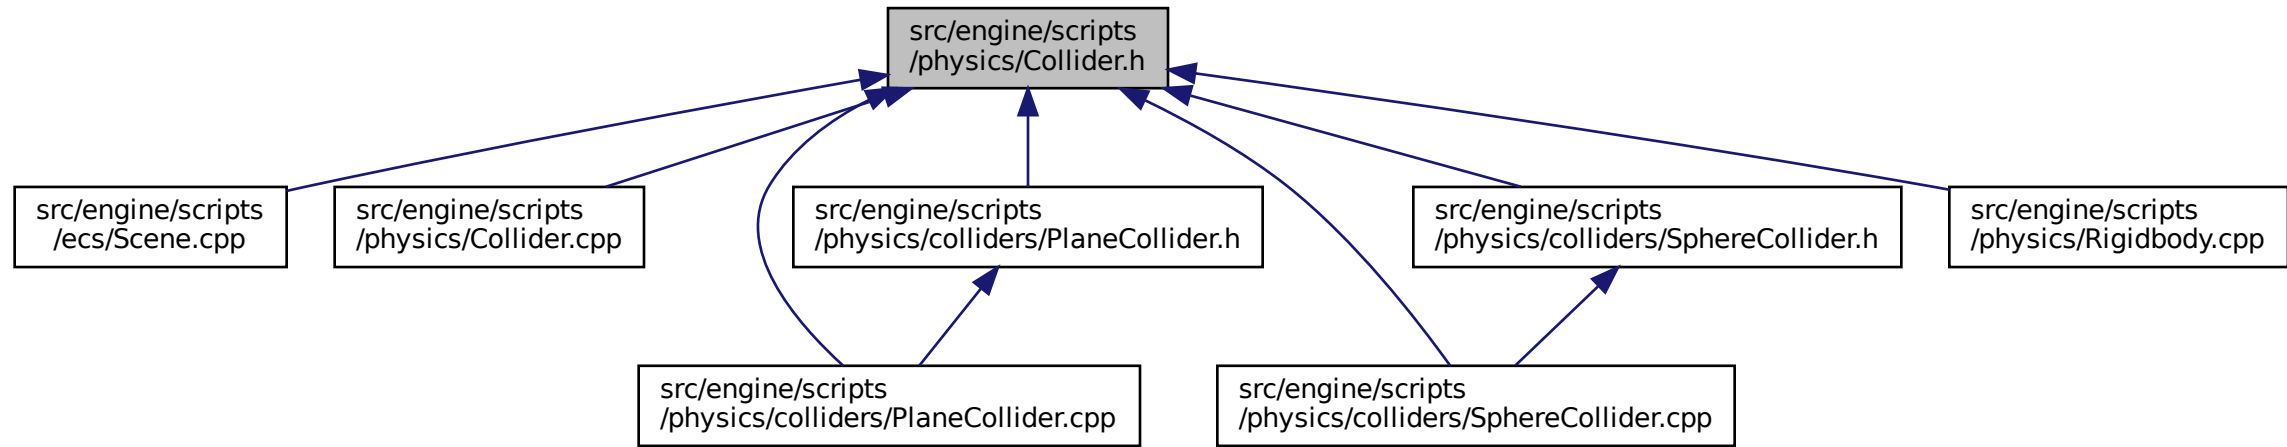 src/engine/scripts
/physics/Collider.h
src/engine/scripts
/ecs/Scene.cpp
src/engine/scripts
/physics/Collider.cpp
src/engine/scripts
/physics/colliders/PlaneCollider.h
src/engine/scripts
/physics/colliders/SphereCollider.h
src/engine/scripts
/physics/Rigidbody.cpp
src/engine/scripts
/physics/colliders/PlaneCollider.cpp
src/engine/scripts
/physics/colliders/SphereCollider.cpp